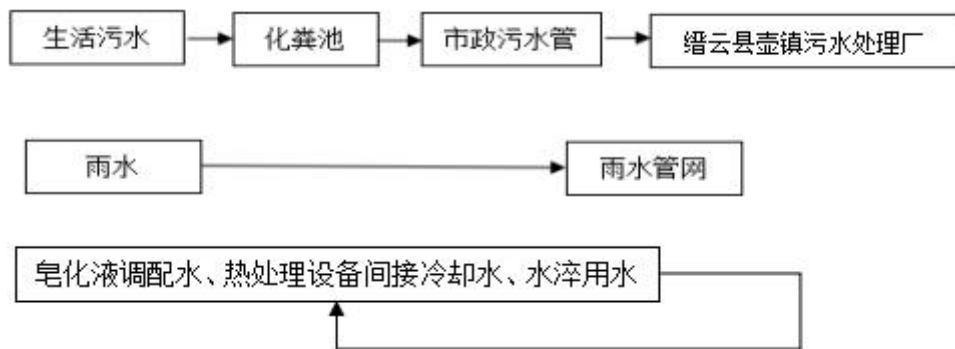 生活污水
化粪池
市政污水管
缙云县壶镇污水处理厂
雨水
雨水管网
皂化液调配水、热处理设备间接冷却水、水淬用水